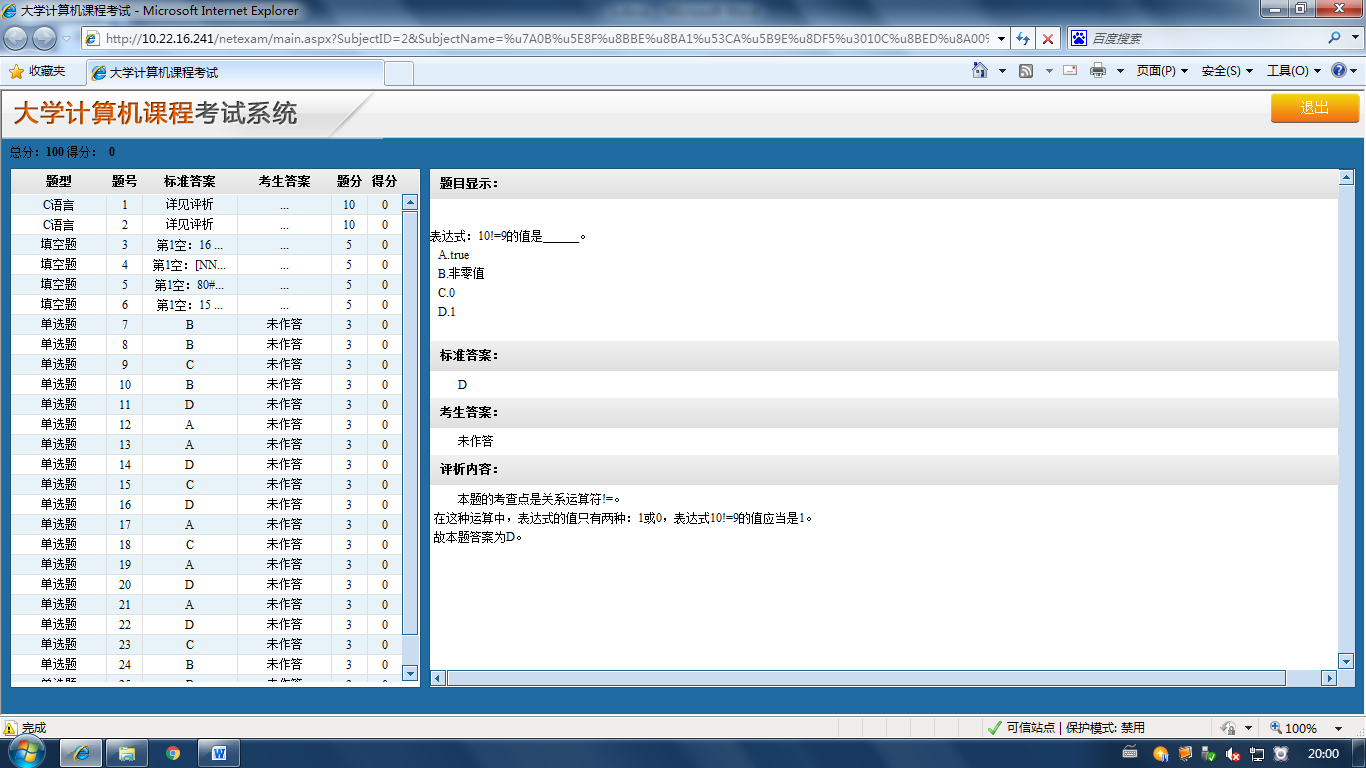 大学计算机课程考试 - Microsoft Internet Explorer
http://10.22.16.241/netexam/main.aspx?SubjectID=2&SubjectName=%u7A0B%u5E8F%u8BBE%u8BA1%u53CA%u5B9E%u8DF5%u3010C%u8BED%u8A00%
百度搜索
收藏夹
大学计算机课程考试
页面(P)
安全(S)
工具(O)
大学计算机课程考试系统
退出
总分：100 得分： 0
题型 题号 标准答案 考生答案 题分 得分
C语言 1 详见评析 ... 10 0
C语言 2 详见评析 ... 10 0
填空题 3 第1空：16 ... ... 5 0
填空题 4 第1空：[NN... ... 5 0
填空题 5 第1空：80#... ... 5 0
填空题 6 第1空：15 ... ... 5 0
单选题 7 B 未作答 3 0
单选题 8 B 未作答 3 0
单选题 9 C 未作答 3 0
单选题 10 B 未作答 3 0
单选题 11 D 未作答 3 0
单选题 12 A 未作答 3 0
单选题 13 A 未作答 3 0
单选题 14 D 未作答 3 0
单选题 15 C 未作答 3 0
单选题 16 D 未作答 3 0
单选题 17 A 未作答 3 0
单选题 18 C 未作答 3 0
单选题 19 A 未作答 3 0
单选题 20 D 未作答 3 0
单选题 21 A 未作答 3 0
单选题 22 D 未作答 3 0
单选题 23 C 未作答 3 0
单选题 24 B 未作答 3 0
题目显示：
表达式：10!=9的值是______。
A.true
B.非零值
C.0
D.1
标准答案：
D
考生答案：
未作答
评析内容：
本题的考查点是关系运算符!=。
在这种运算中，表达式的值只有两种：1或0，表达式10!=9的值应当是1。
故本题答案为D。
完成
可信站点 | 保护模式: 禁用
100%
20:00